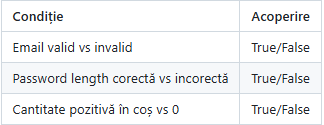 Condiție Acoperire
Email valid vs invalid True/False
Password length corectă vs incorectă True/False
Cantitate pozitivă în coș vs 0 True/False